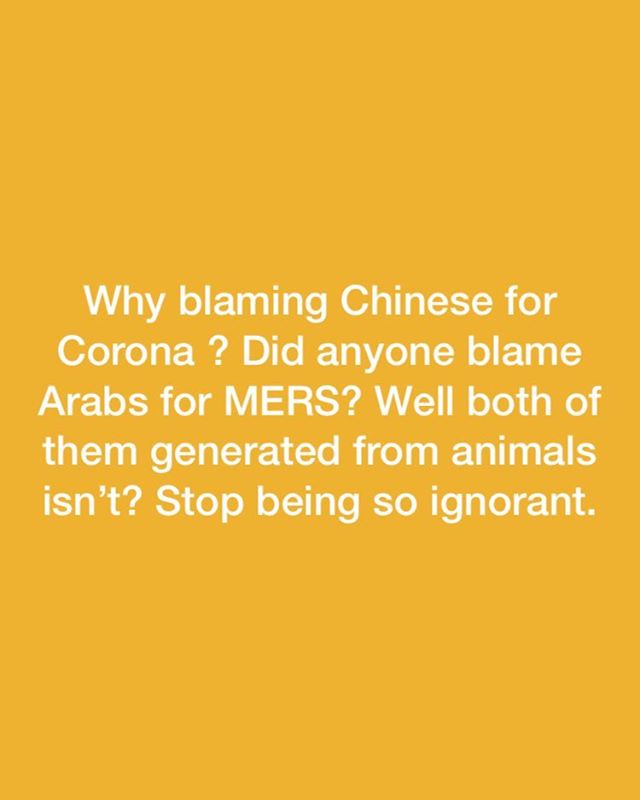 Why blaming Chinese for
Corona ? Did anyone blame
Arabs for MERS? Well both of
them generated from animals
isn’t? Stop being so ignorant.